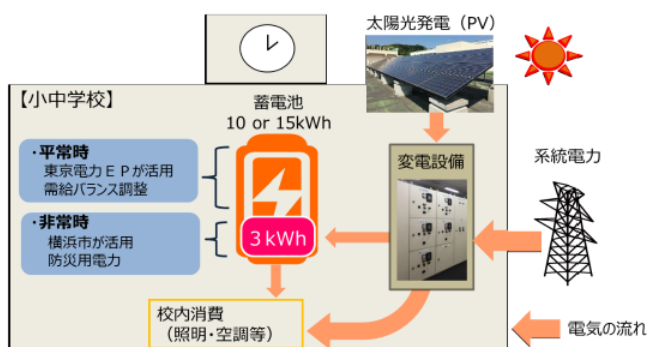 太陽光発電（PV）
【小中学校】
蓄電池
10 or 15kWh
・平常時
東京電力ＥＰが活用
需給バランス調整
変電設備
系統電力
・非常時
横浜市が活用
防災用電力
３kWh
校内消費
（照明・空調等）
電気の流れ